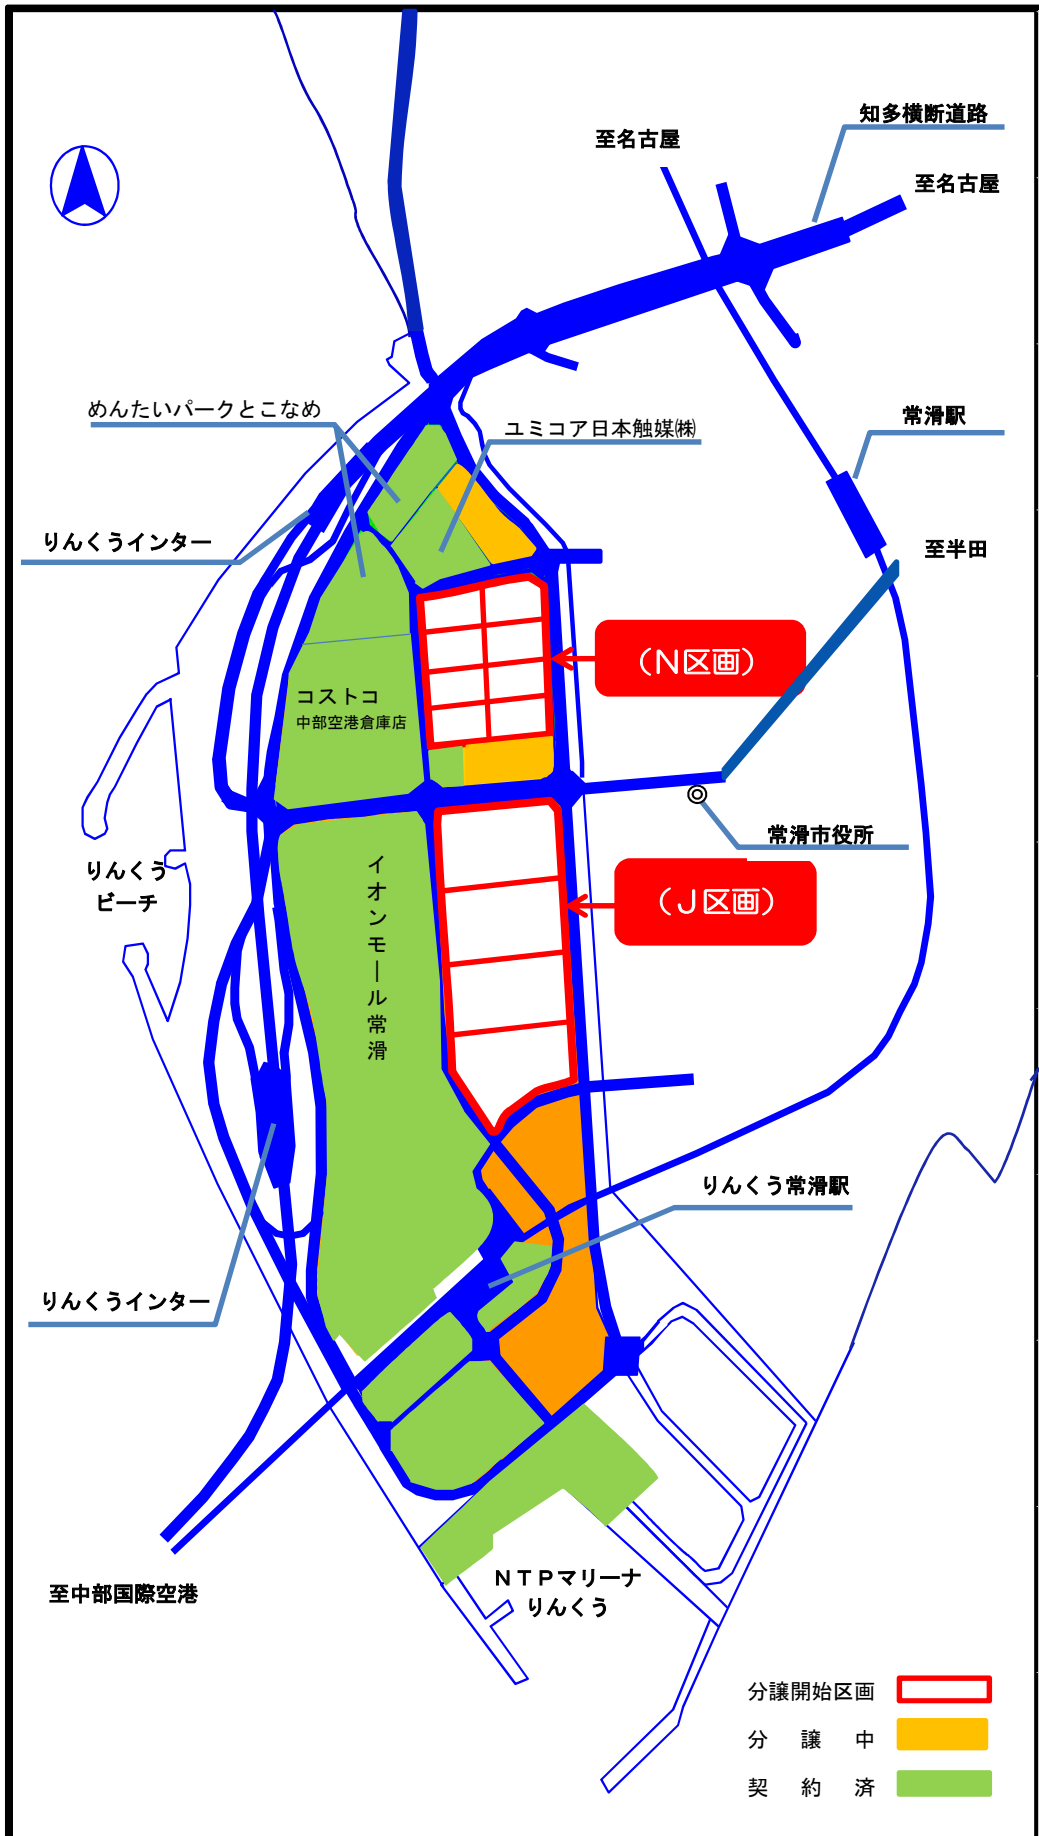 知多横断道路
至名古屋
至名古屋
めんたいパークとこなめ
ユミコア日本触媒㈱
常滑駅
りんくうインター
至半田
（N区画）
コストコ
中部空港倉庫店
常滑市役所
りんくう
ビーチ
イオンモール常滑
（J区画）
りんくう常滑駅
りんくうインター
至中部国際空港
NTPマリーナ
りんくう
分譲開始区画
分　譲　中
契　約　済